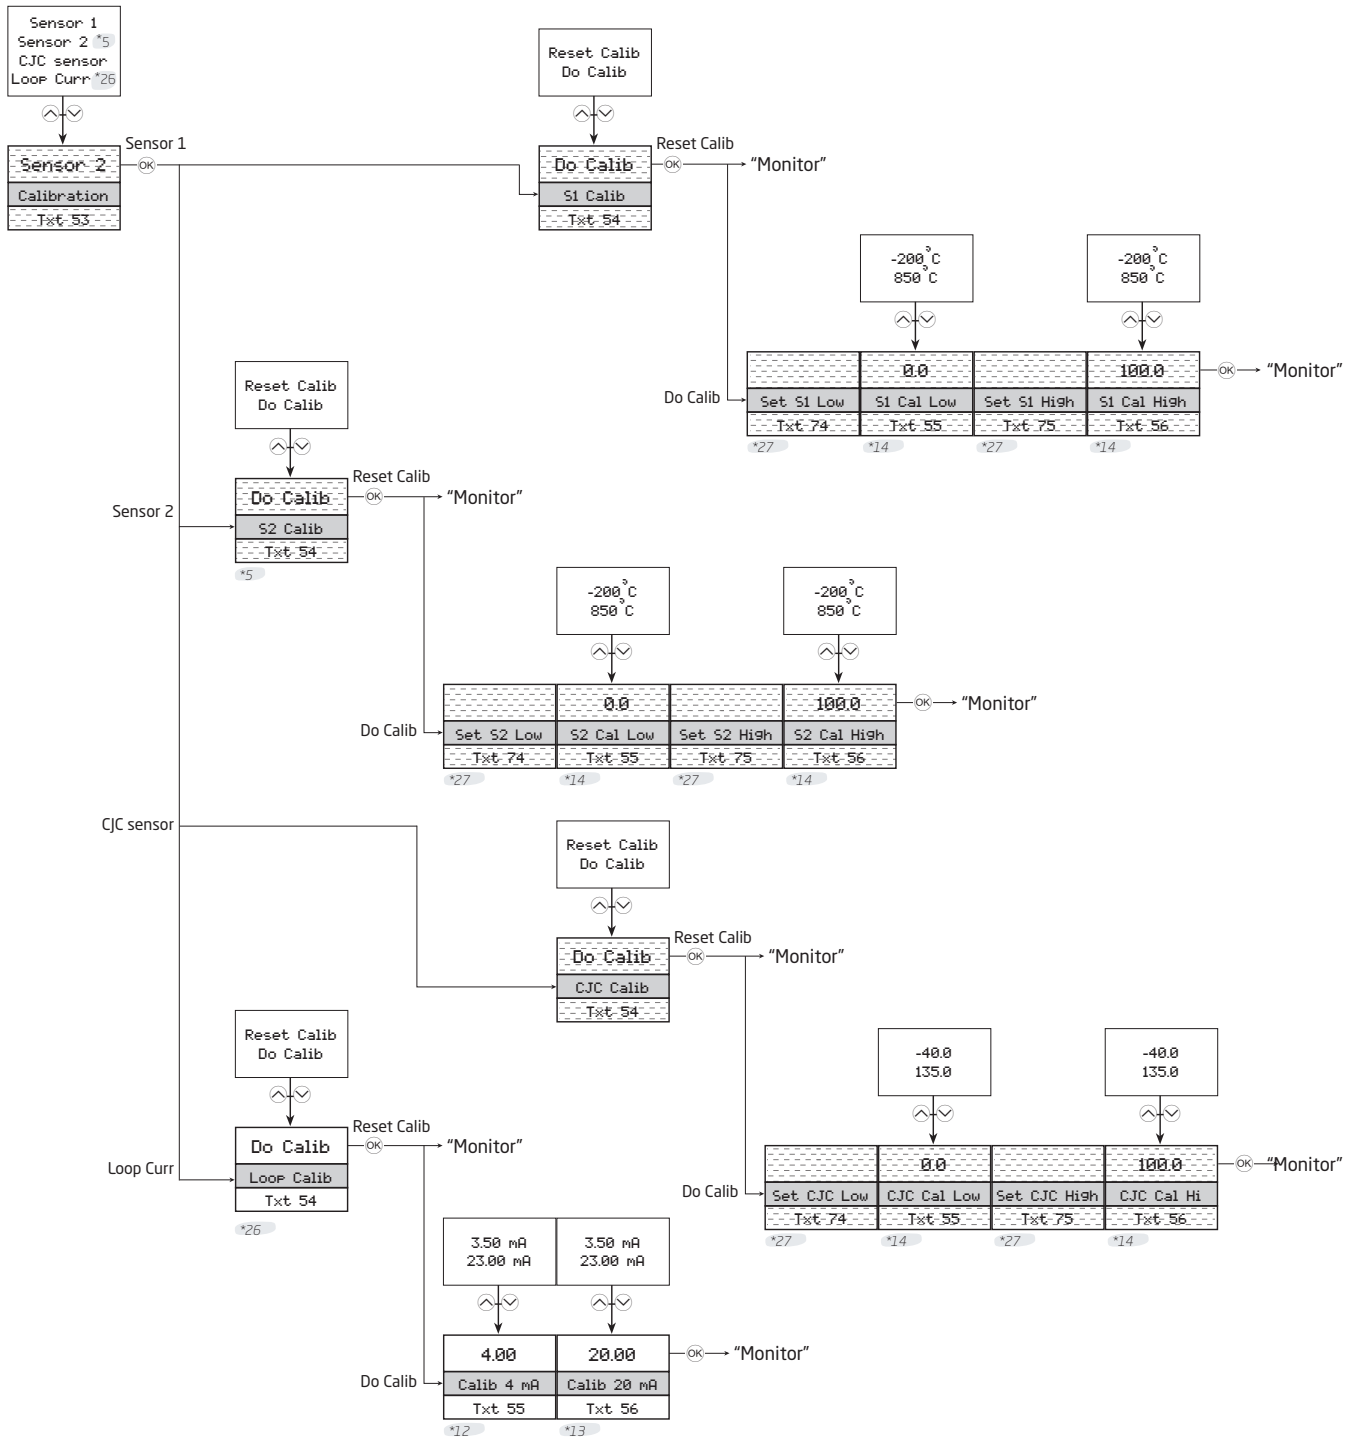 Sensor 1
Sensor 2 *5
CJC sensor
Loop Curr *26
Sensor 2
Calibration
Txt 53
OK
Sensor 1
Reset Calib
Do Calib
Do Calib
S1 Calib
Txt 54
Reset Calib
OK
"Monitor"
-200°C
850°C
-200°C
850°C
Do Calib
0.0
100.0
Set S1 Low
S1 Cal Low
Set S1 High
S1 Cal High
Txt 74
Txt 55
Txt 75
Txt 56
*27
*14
*27
*14
OK
"Monitor"
Sensor 2
Reset Calib
Do Calib
Do Calib
S2 Calib
Txt 54
*5
Reset Calib
OK
"Monitor"
-200°C
850°C
-200°C
850°C
Do Calib
0.0
100.0
Set S2 Low
S2 Cal Low
Set S2 High
S2 Cal High
Txt 74
Txt 55
Txt 75
Txt 56
*27
*14
*27
*14
OK
"Monitor"
CJC sensor
Reset Calib
Do Calib
Do Calib
CJC Calib
Txt 54
Reset Calib
OK
"Monitor"
-40.0
135.0
-40.0
135.0
Do Calib
0.0
100.0
Set CJC Low
CJC Cal Low
Set CJC High
CJC Cal Hi
Txt 74
Txt 55
Txt 75
Txt 56
*27
*14
*27
*14
OK
"Monitor"
Loop Curr
Reset Calib
Do Calib
Do Calib
Loop Calib
Txt 54
*26
Reset Calib
OK
"Monitor"
3.50 mA
23.00 mA
3.50 mA
23.00 mA
Do Calib
4.00
20.00
Calib 4 mA
Calib 20 mA
Txt 55
Txt 56
*12
*13
OK
"Monitor"